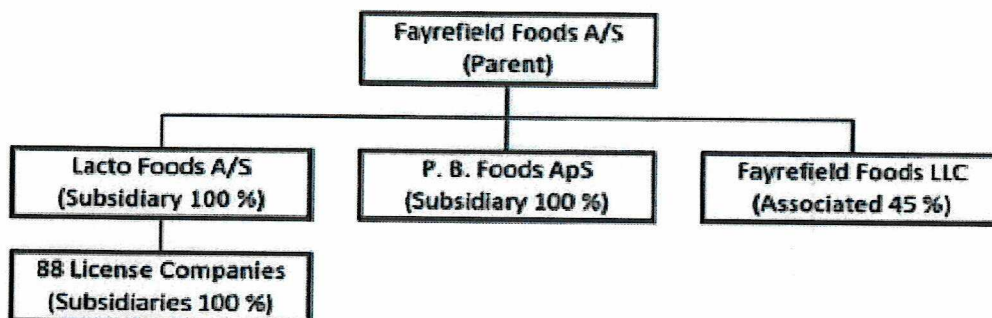 Fayrefield Foods A/S
(Parent)
Lacto Foods A/S
(Subsidiary 100 %)
P. B. Foods ApS
(Subsidiary 100 %)
Fayrefield Foods LLC
(Associated 45 %)
88 License Companies
(Subsidiaries 100 %)